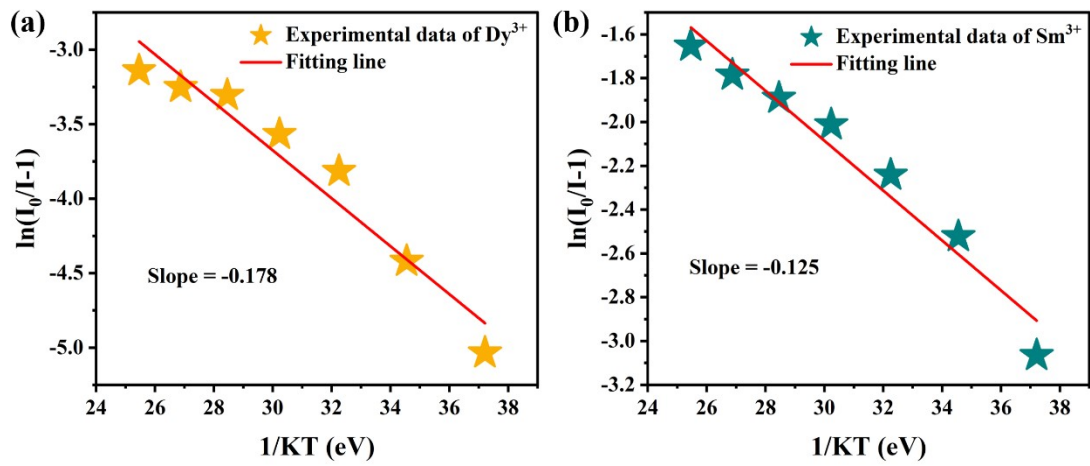 (a)
Experimental data of Dy³⁺
Fitting line
ln(I₀/I-1)
-3.0
-3.5
-4.0
-4.5
-5.0
Slope = -0.178
24 26 28 30 32 34 36 38
1/KT (eV)
(b)
Experimental data of Sm³⁺
Fitting line
ln(I₀/I-1)
-1.6
-1.8
-2.0
-2.2
-2.4
-2.6
-2.8
-3.0
-3.2
Slope = -0.125
24 26 28 30 32 34 36 38
1/KT (eV)